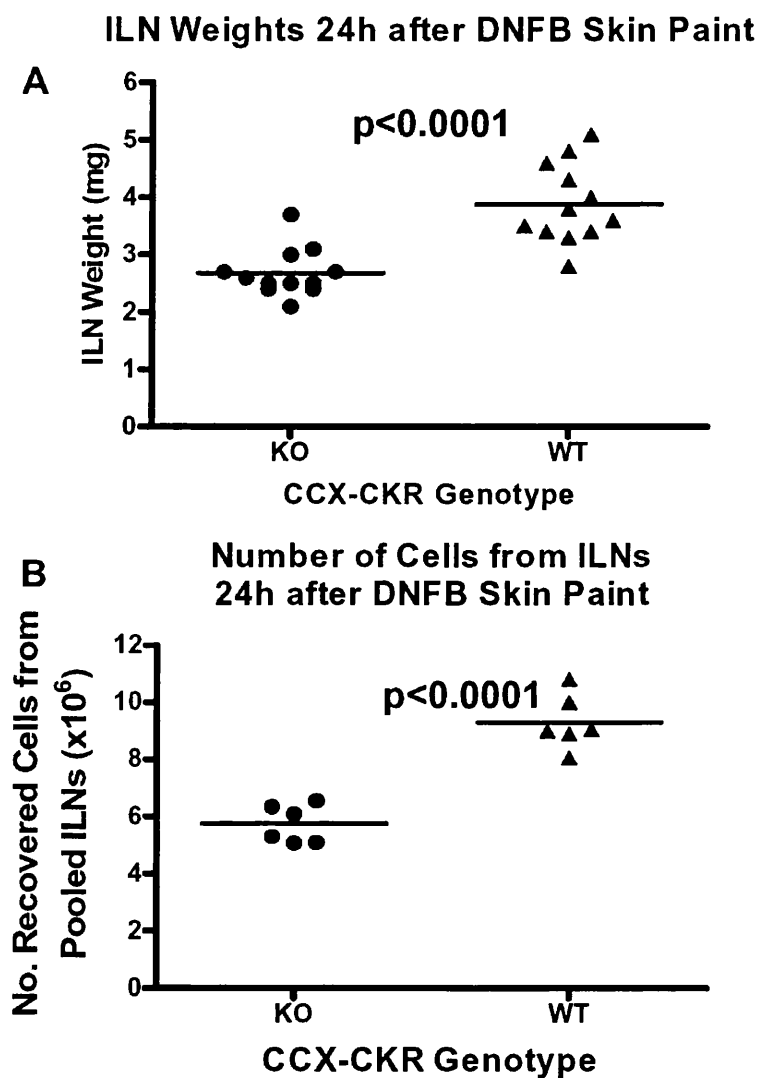 ILN Weights 24h after DNFB Skin Paint
A
6
5
4
3
2
1
0
ILN Weight (mg)
p<0.0001
KO
WT
CCX-CKR Genotype
B
Number of Cells from ILNs
24h after DNFB Skin Paint
12
10
8
6
4
2
0
No. Recovered Cells from
Pooled ILNs (x10⁶)
p<0.0001
KO
WT
CCX-CKR Genotype